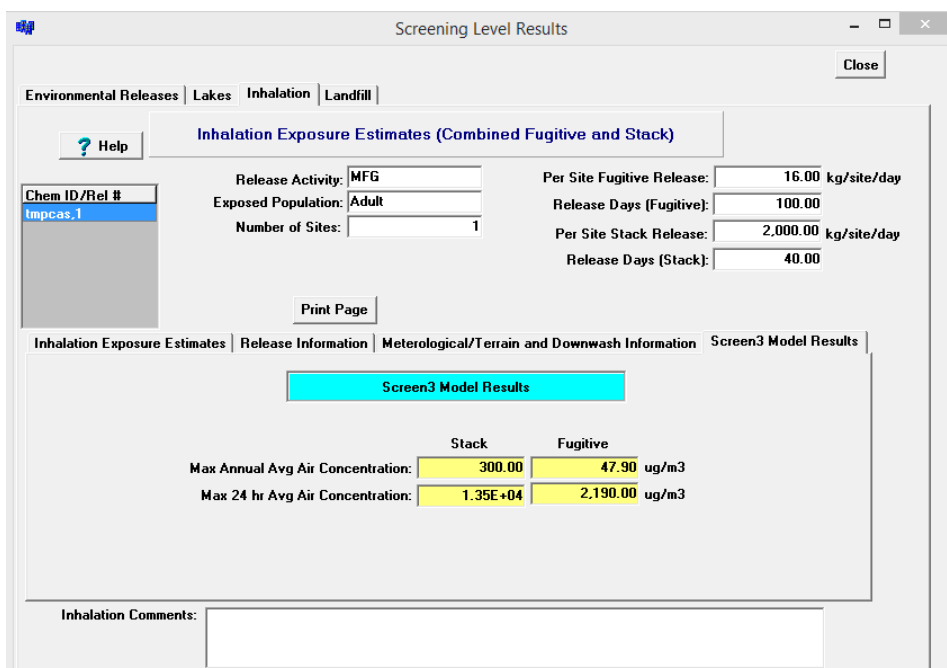 Screening Level Results
Close
Environmental Releases Lakes Inhalation Landfill
? Help
Inhalation Exposure Estimates (Combined Fugitive and Stack)
Chem ID/Rel #
tmpcas,1
Release Activity: MFG
Exposed Population: Adult
Number of Sites: 1
Per Site Fugitive Release: 16.00 kg/site/day
Release Days (Fugitive): 100.00
Per Site Stack Release: 2,000.00 kg/site/day
Release Days (Stack): 40.00
Print Page
Inhalation Exposure Estimates Release Information Meterological/Terrain and Downwash Information Screen3 Model Results
Screen3 Model Results
Stack Fugitive
Max Annual Avg Air Concentration: 300.00 47.90 ug/m3
Max 24 hr Avg Air Concentration: 1.35E+04 2,190.00 ug/m3
Inhalation Comments: